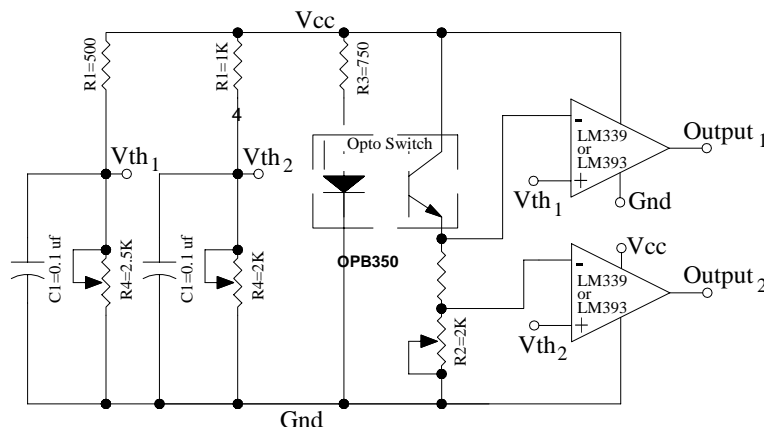 Vcc
R1=500
R1=1K
R3=750
4
Opto Switch
Vth1
Vth2
OPB350
C1=0.1 uf
R4=2.5K
C1=0.1 uf
R4=2K
R2=2K
Gnd
-
LM339
or
LM393
+
Vth1
Output1
Gnd
Vcc
-
LM339
or
LM393
+
Vth2
Output2